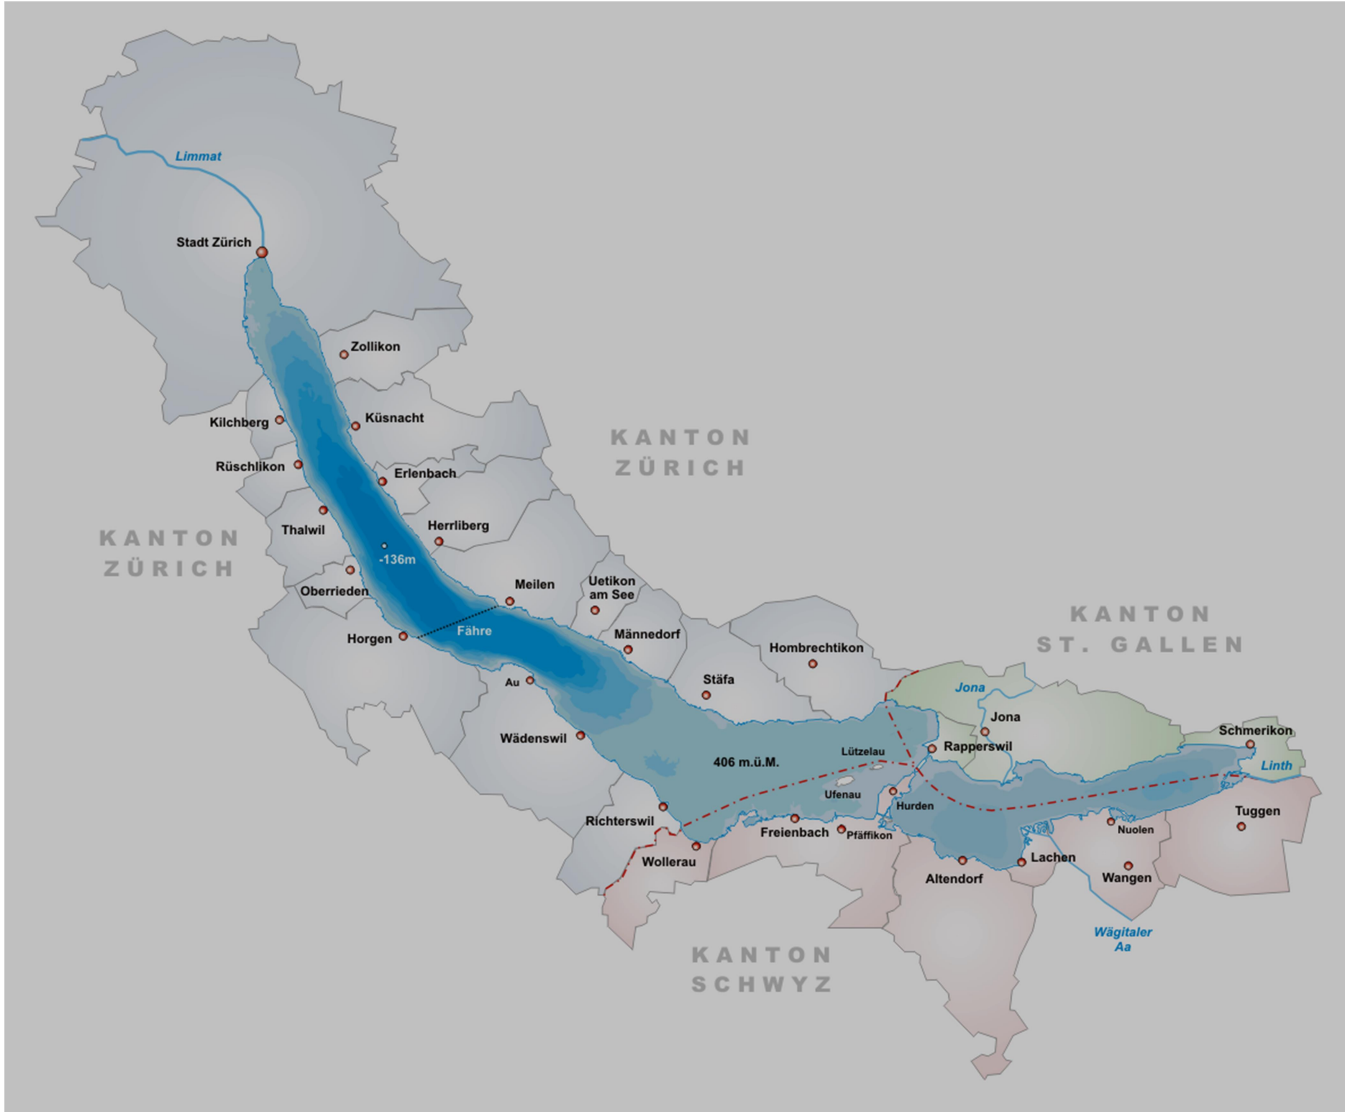 Limmat
Stadt Zürich
Zollikon
Kilchberg
Küsnacht
KANTON
ZÜRICH
Rüschlikon
Erlenbach
Thalwil
Herrliberg
KANTON
ZÜRICH
-136m
Oberrieden
Meilen
Uetikon
am See
Horgen
Fähre
Männedorf
Hombrechtikon
KANTON
ST. GALLEN
Au
Stäfa
Jona
Jona
Wädenswil
Rapperswil
Schmerikon
Lützelau
406 m.ü.M.
Linth
Ufenau
Hurden
Richterswil
Freienbach
Pfäffikon
Nuolen
Tuggen
Wollerau
Altendorf
Lachen
Wangen
Wägitaler
Aa
KANTON
SCHWYZ